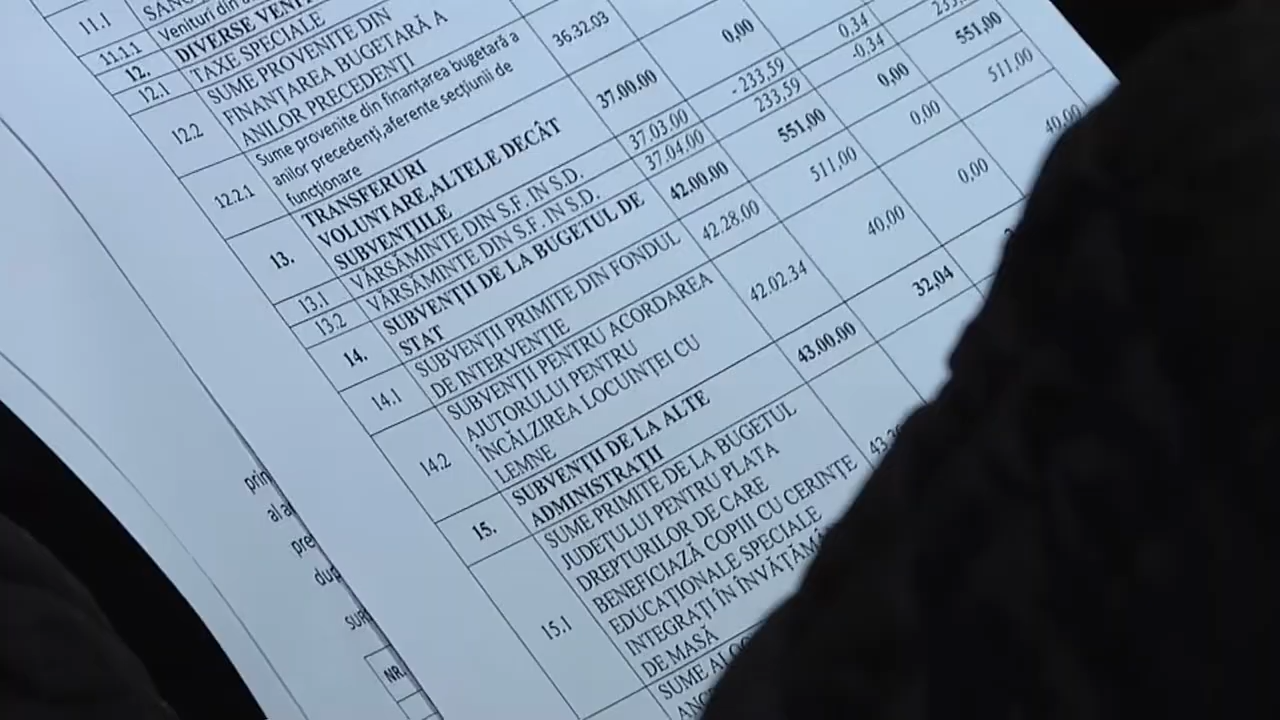 11.1
11.1.1 Venituri din
12. DIVERSE
12.1 TAXE SPECIALE
12.2 SUME PROVENITE DIN
FINANȚAREA BUGETARĂ A
ANILOR PRECEDENȚI
12.2.1 Sume provenite din finanțarea bugetară a 36.32.03 0,00 0,34
anilor precedenți,aferente secțiunii de
funcționare
13. TRANSFERURI 37.00.00 -0,34
VOLUNTARE,ALTELE DECÂT
SUBVENȚIILE
13.1 VĂRSĂMINTE DIN S.F. IN S.D. 37.03.00 - 233,59
13.2 VĂRSĂMINTE DIN S.F. IN S.D. 37.04.00 233,59
14. SUBVENȚII DE LA BUGETUL DE 42.00.00 551,00 0,00 551,00
STAT
14.1 SUBVENȚII PRIMITE DIN FONDUL 42.28.00 511,00 0,00 511,00
DE INTERVENȚIE
14.2 SUBVENȚII PENTRU ACORDAREA 42.02.34 40,00 0,00 40,00
AJUTORULUI PENTRU
ÎNCĂLZIREA LOCUINȚEI CU
LEMNE
15. SUBVENȚII DE LA ALTE 43.00.00 32,04
ADMINISTRAȚII
15.1 SUME PRIMITE DE LA BUGETUL
JUDEȚULUI PENTRU PLATA
DREPTURILOR DE CARE
BENEFICIAZĂ COPIII CU CERINȚE
EDUCAȚIONALE SPECIALE
INTEGRAȚI ÎN
DE MASĂ
SUME
NR.